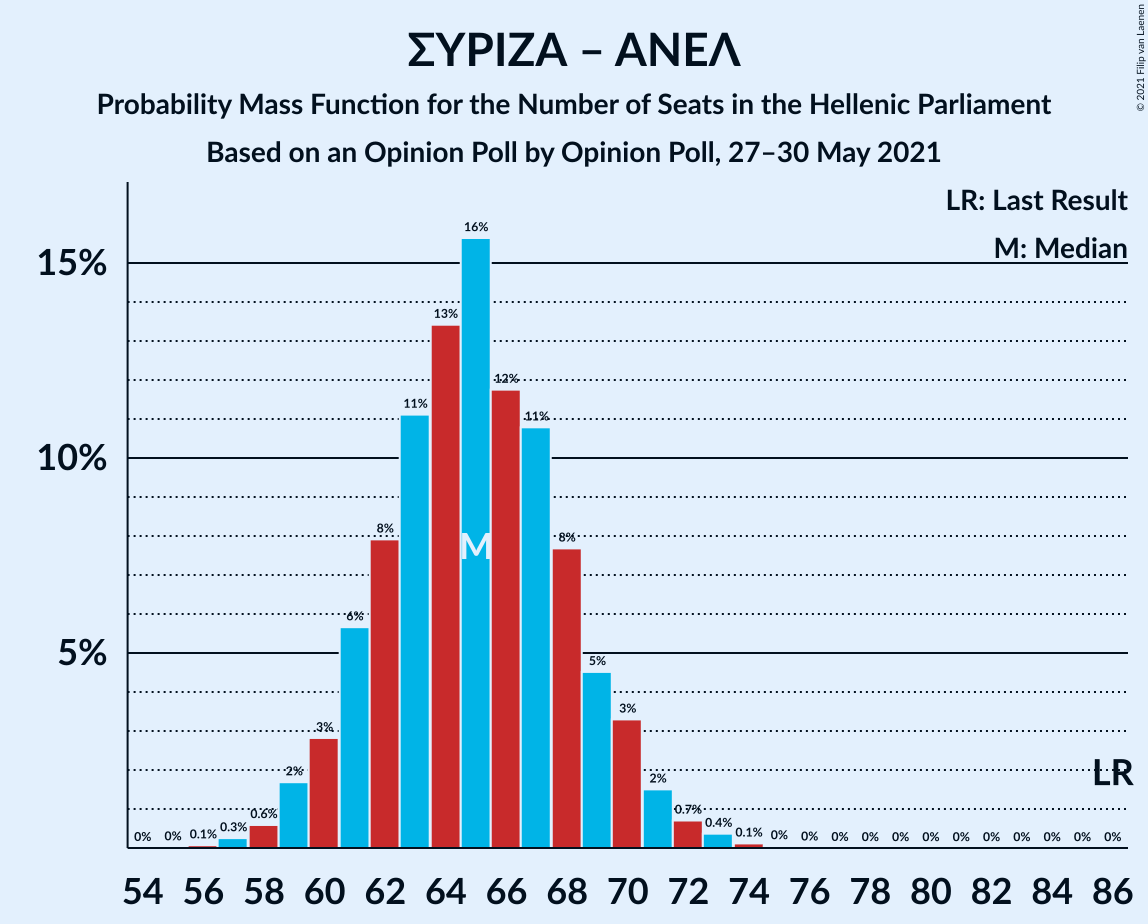 ΣΥΡΙΖΑ – ΑΝΕΛ
Probability Mass Function for the Number of Seats in the Hellenic Parliament
Based on an Opinion Poll by Opinion Poll, 27–30 May 2021
© 2021 Filip van Laenen
LR: Last Result
M: Median
15%
10%
5%
0% 0% 0.1% 0.3% 0.6% 2% 3% 6% 8% 11% 13% 16% 12% 11% 8% 5% 3% 2% 0.7% 0.4% 0.1% 0% 0% 0% 0% 0% 0% 0% 0% 0% 0% 0% 0%
M
LR
54 56 58 60 62 64 66 68 70 72 74 76 78 80 82 84 86